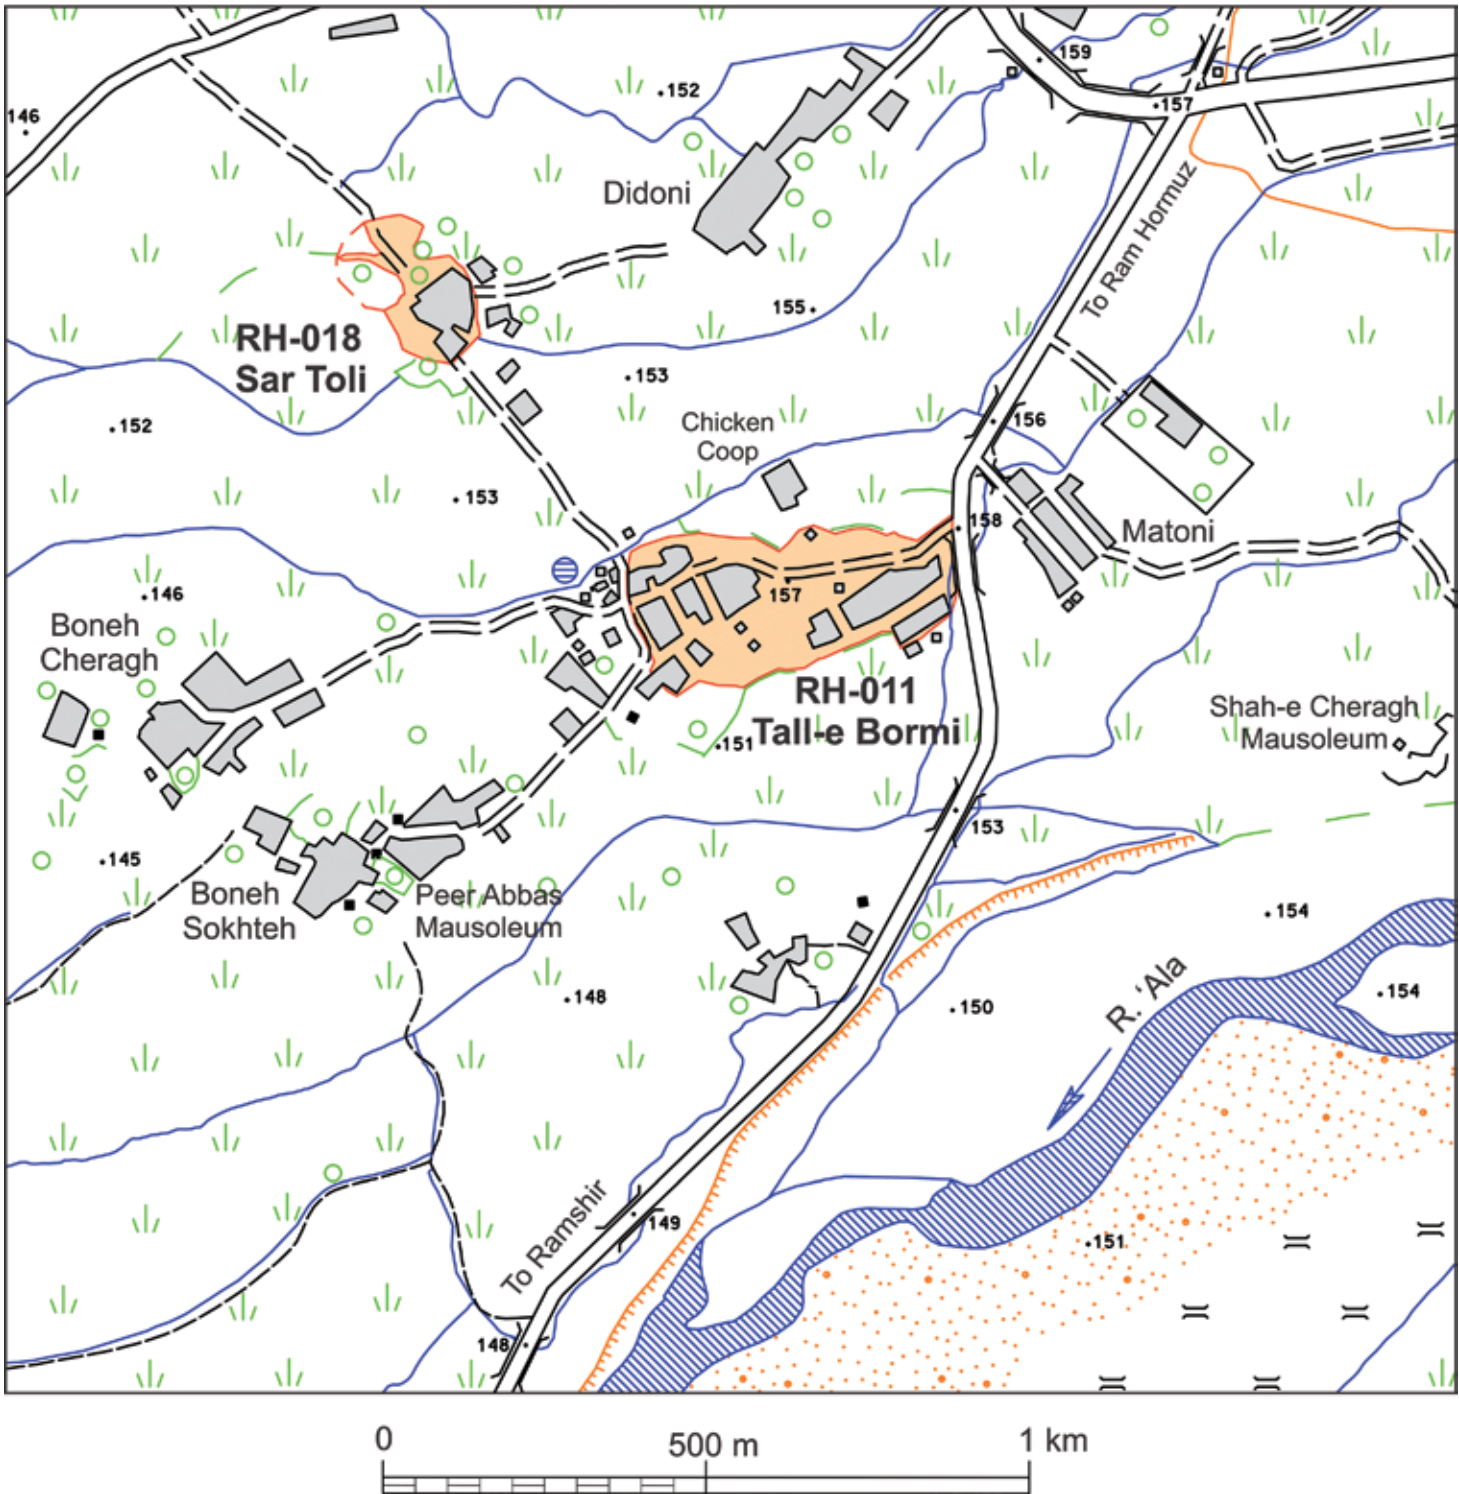 159
152
157
146
Didoni
To Ram Hormuz
155
RH-018
Sar Toli
153
152
156
Chicken
Coop
153
158
Matoni
157
146
Boneh
Cheragh
RH-011
Tall-e Bormi
151
Shah-e Cheragh
Mausoleum
153
145
Boneh
Sokhteh
Peer Abbas
Mausoleum
154
148
150
154
R. 'Ala
To Ramshir
149
151
148
0
500 m
1 km